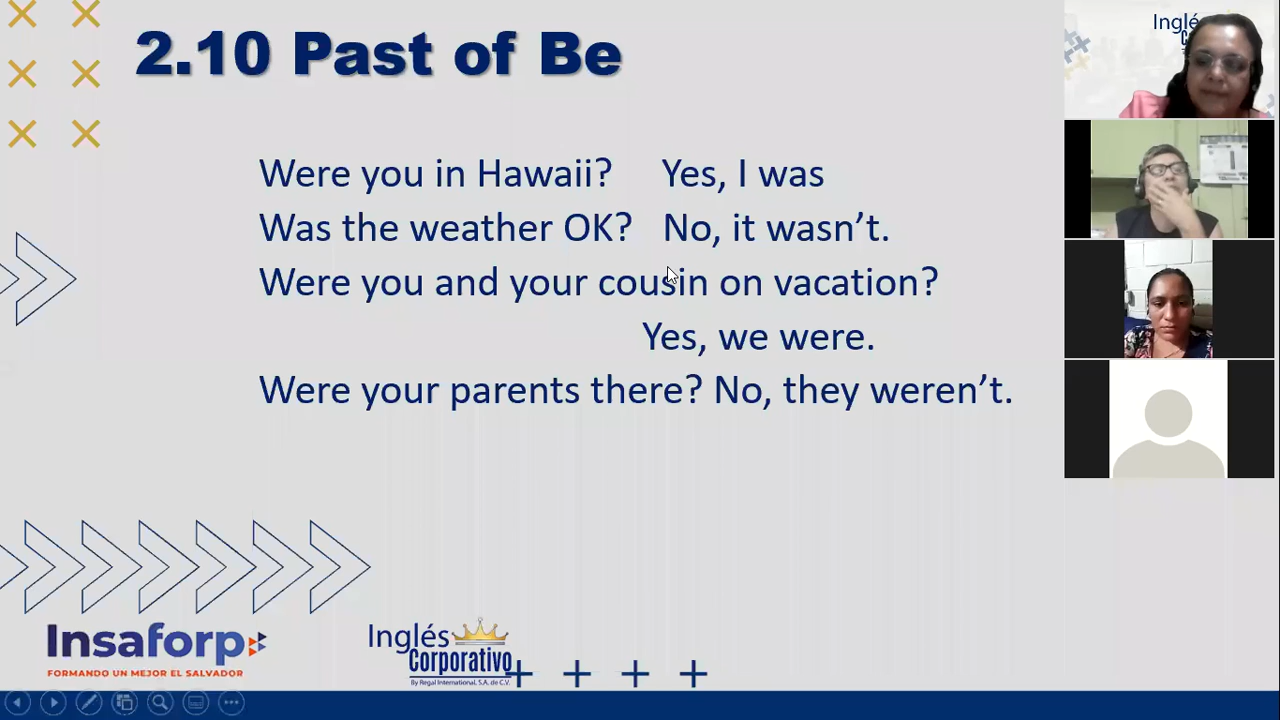 2.10 Past of Be
Were you in Hawaii? Yes, I was
Was the weather OK? No, it wasn't.
Were you and your cousin on vacation?
Yes, we were.
Were your parents there? No, they weren't.
Insaforp
FORMANDO UN MEJOR EL SALVADOR
Inglés
Corporativo
By Regal International, S.A. de C.V.